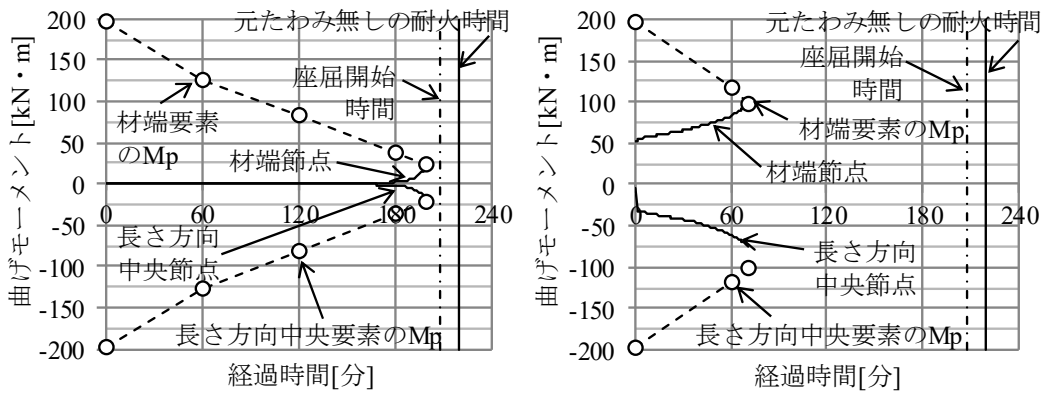 元たわみ無しの耐火時間
座屈開始
時間
材端要素
のMp
材端節点
長さ方向
中央節点
長さ方向中央要素のMp
曲げモーメント[kN・m]
200
150
100
50
0
-50
-100
-150
-200
0
60
120
180
240
経過時間[分]
元たわみ無しの耐火時間
座屈開始
時間
材端要素のMp
材端節点
長さ方向
中央節点
長さ方向中央要素のMp
曲げモーメント[kN・m]
200
150
100
50
0
-50
-100
-150
-200
0
60
120
180
240
経過時間[分]